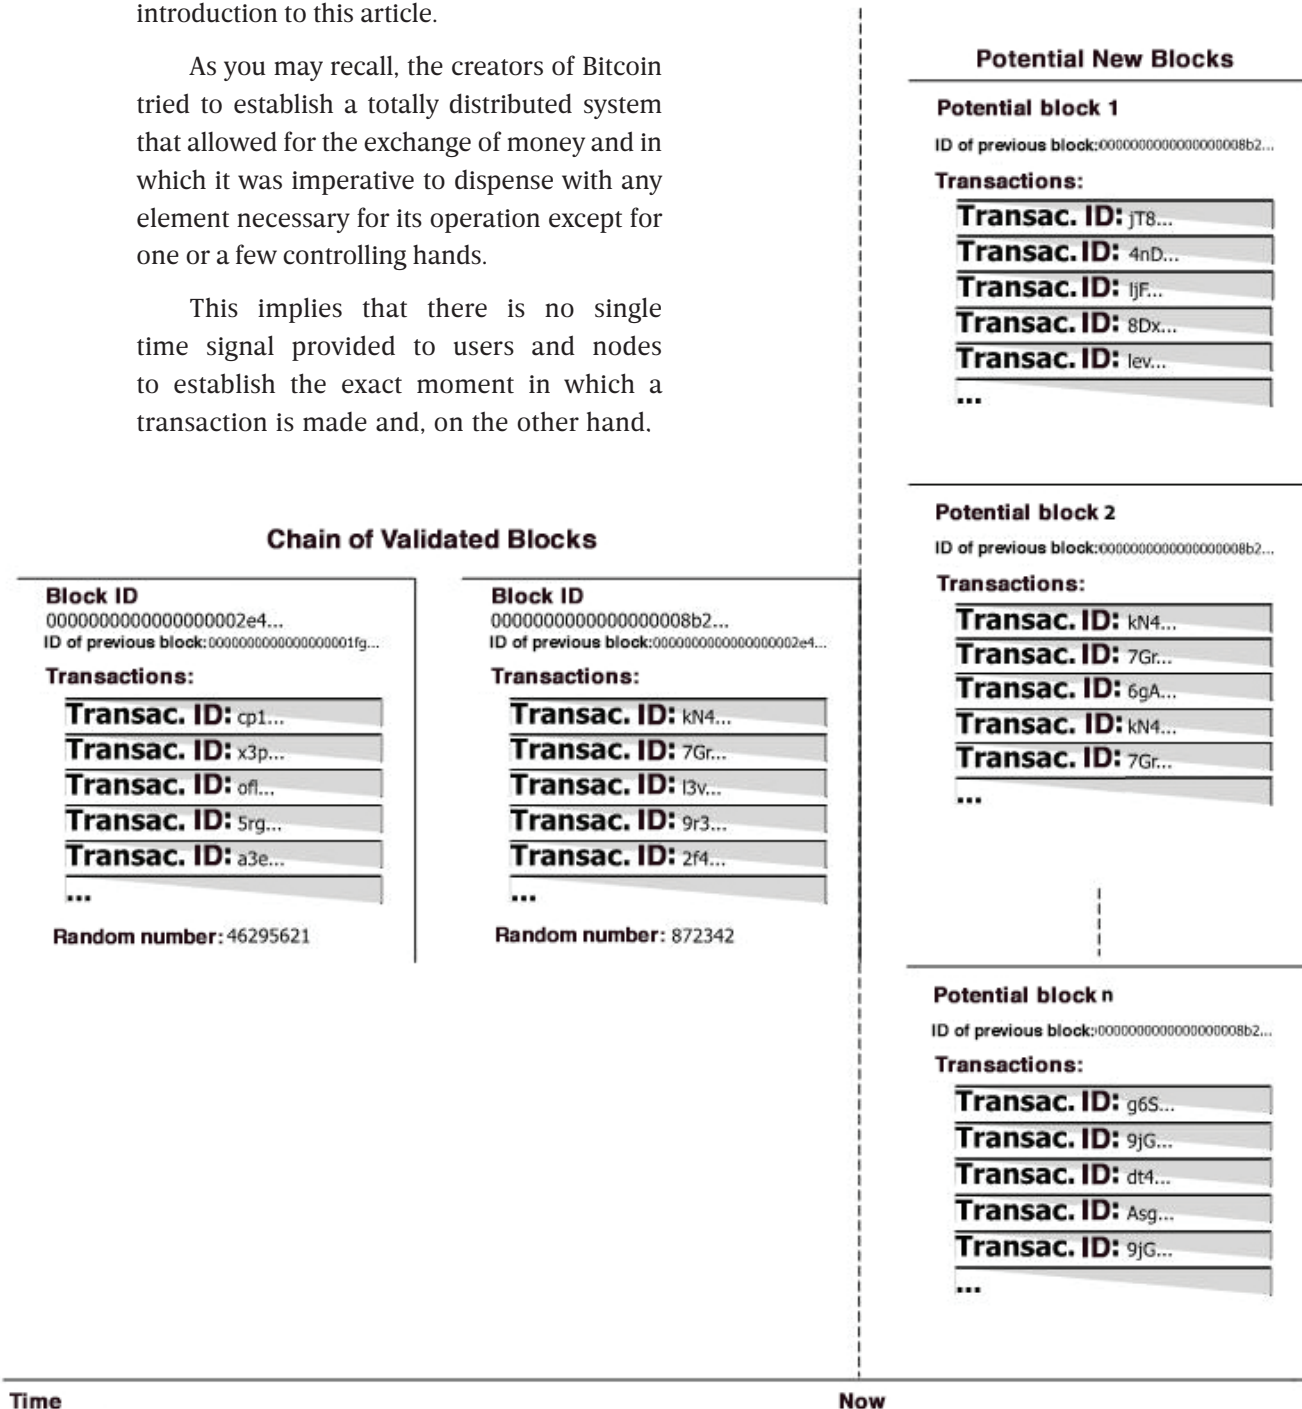 introduction to this article.
As you may recall, the creators of Bitcoin
tried to establish a totally distributed system
that allowed for the exchange of money and in
which it was imperative to dispense with any
element necessary for its operation except for
one or a few controlling hands.
This implies that there is no single
time signal provided to users and nodes
to establish the exact moment in which a
transaction is made and, on the other hand,
Chain of Validated Blocks
Block ID
0000000000000000002e4...
ID of previous block:0000000000000000001fg...
Transactions:
Transac. ID: cp1...
Transac. ID: x3p...
Transac. ID: ofl...
Transac. ID: 5rg...
Transac. ID: a3e...
...
Random number: 46295621
Block ID
0000000000000000008b2...
ID of previous block:0000000000000000002e4...
Transactions:
Transac. ID: kN4...
Transac. ID: 7Gr...
Transac. ID: l3v...
Transac. ID: 9r3...
Transac. ID: 2f4...
...
Random number: 872342
Potential New Blocks
Potential block 1
ID of previous block:0000000000000000008b2...
Transactions:
Transac. ID: jT8...
Transac. ID: 4nD...
Transac. ID: IjF...
Transac. ID: 8Dx...
Transac. ID: lev...
...
Potential block 2
ID of previous block:0000000000000000008b2...
Transactions:
Transac. ID: kN4...
Transac. ID: 7Gr...
Transac. ID: 6gA...
Transac. ID: kN4...
Transac. ID: 7Gr...
...
Potential block n
ID of previous block:0000000000000000008b2...
Transactions:
Transac. ID: g6S...
Transac. ID: 9jG...
Transac. ID: dt4...
Transac. ID: Asg...
Transac. ID: 9jG...
...
Time
Now